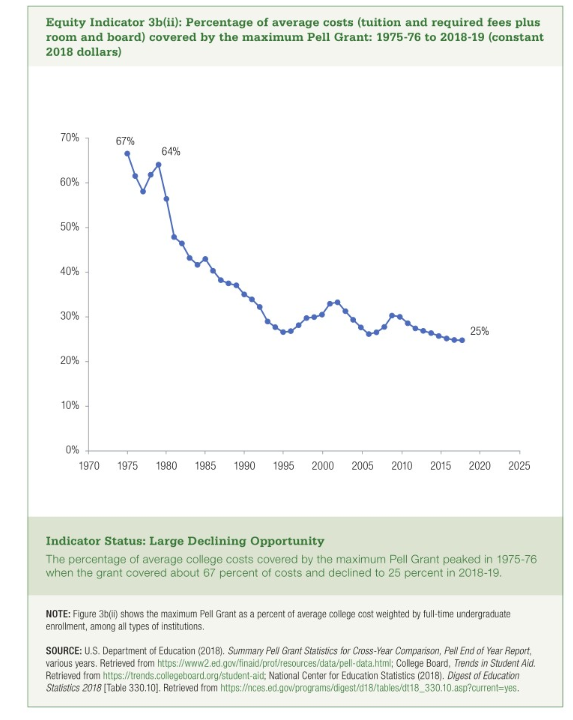 Equity Indicator 3b(ii): Percentage of average costs (tuition and required fees plus
room and board) covered by the maximum Pell Grant: 1975-76 to 2018-19 (constant
2018 dollars)
70%
67%
64%
60%
50%
40%
30%
25%
20%
10%
0%
1970 1975 1980 1985 1990 1995 2000 2005 2010 2015 2020 2025
Indicator Status: Large Declining Opportunity
The percentage of average college costs covered by the maximum Pell Grant peaked in 1975-76
when the grant covered about 67 percent of costs and declined to 25 percent in 2018-19.
NOTE: Figure 3b(ii) shows the maximum Pell Grant as a percent of average college cost weighted by full-time undergraduate
enrollment, among all types of institutions.
SOURCE: U.S. Department of Education (2018). Summary Pell Grant Statistics for Cross-Year Comparison, Pell End of Year Report,
various years. Retrieved from https://www2.ed.gov/finaid/prof/resources/data/pell-data.html; College Board, Trends in Student Aid.
Retrieved from https://trends.collegeboard.org/student-aid; National Center for Education Statistics (2018). Digest of Education
Statistics 2018 [Table 330.10]. Retrieved from https://nces.ed.gov/programs/digest/d18/tables/dt18_330.10.asp?current=yes.